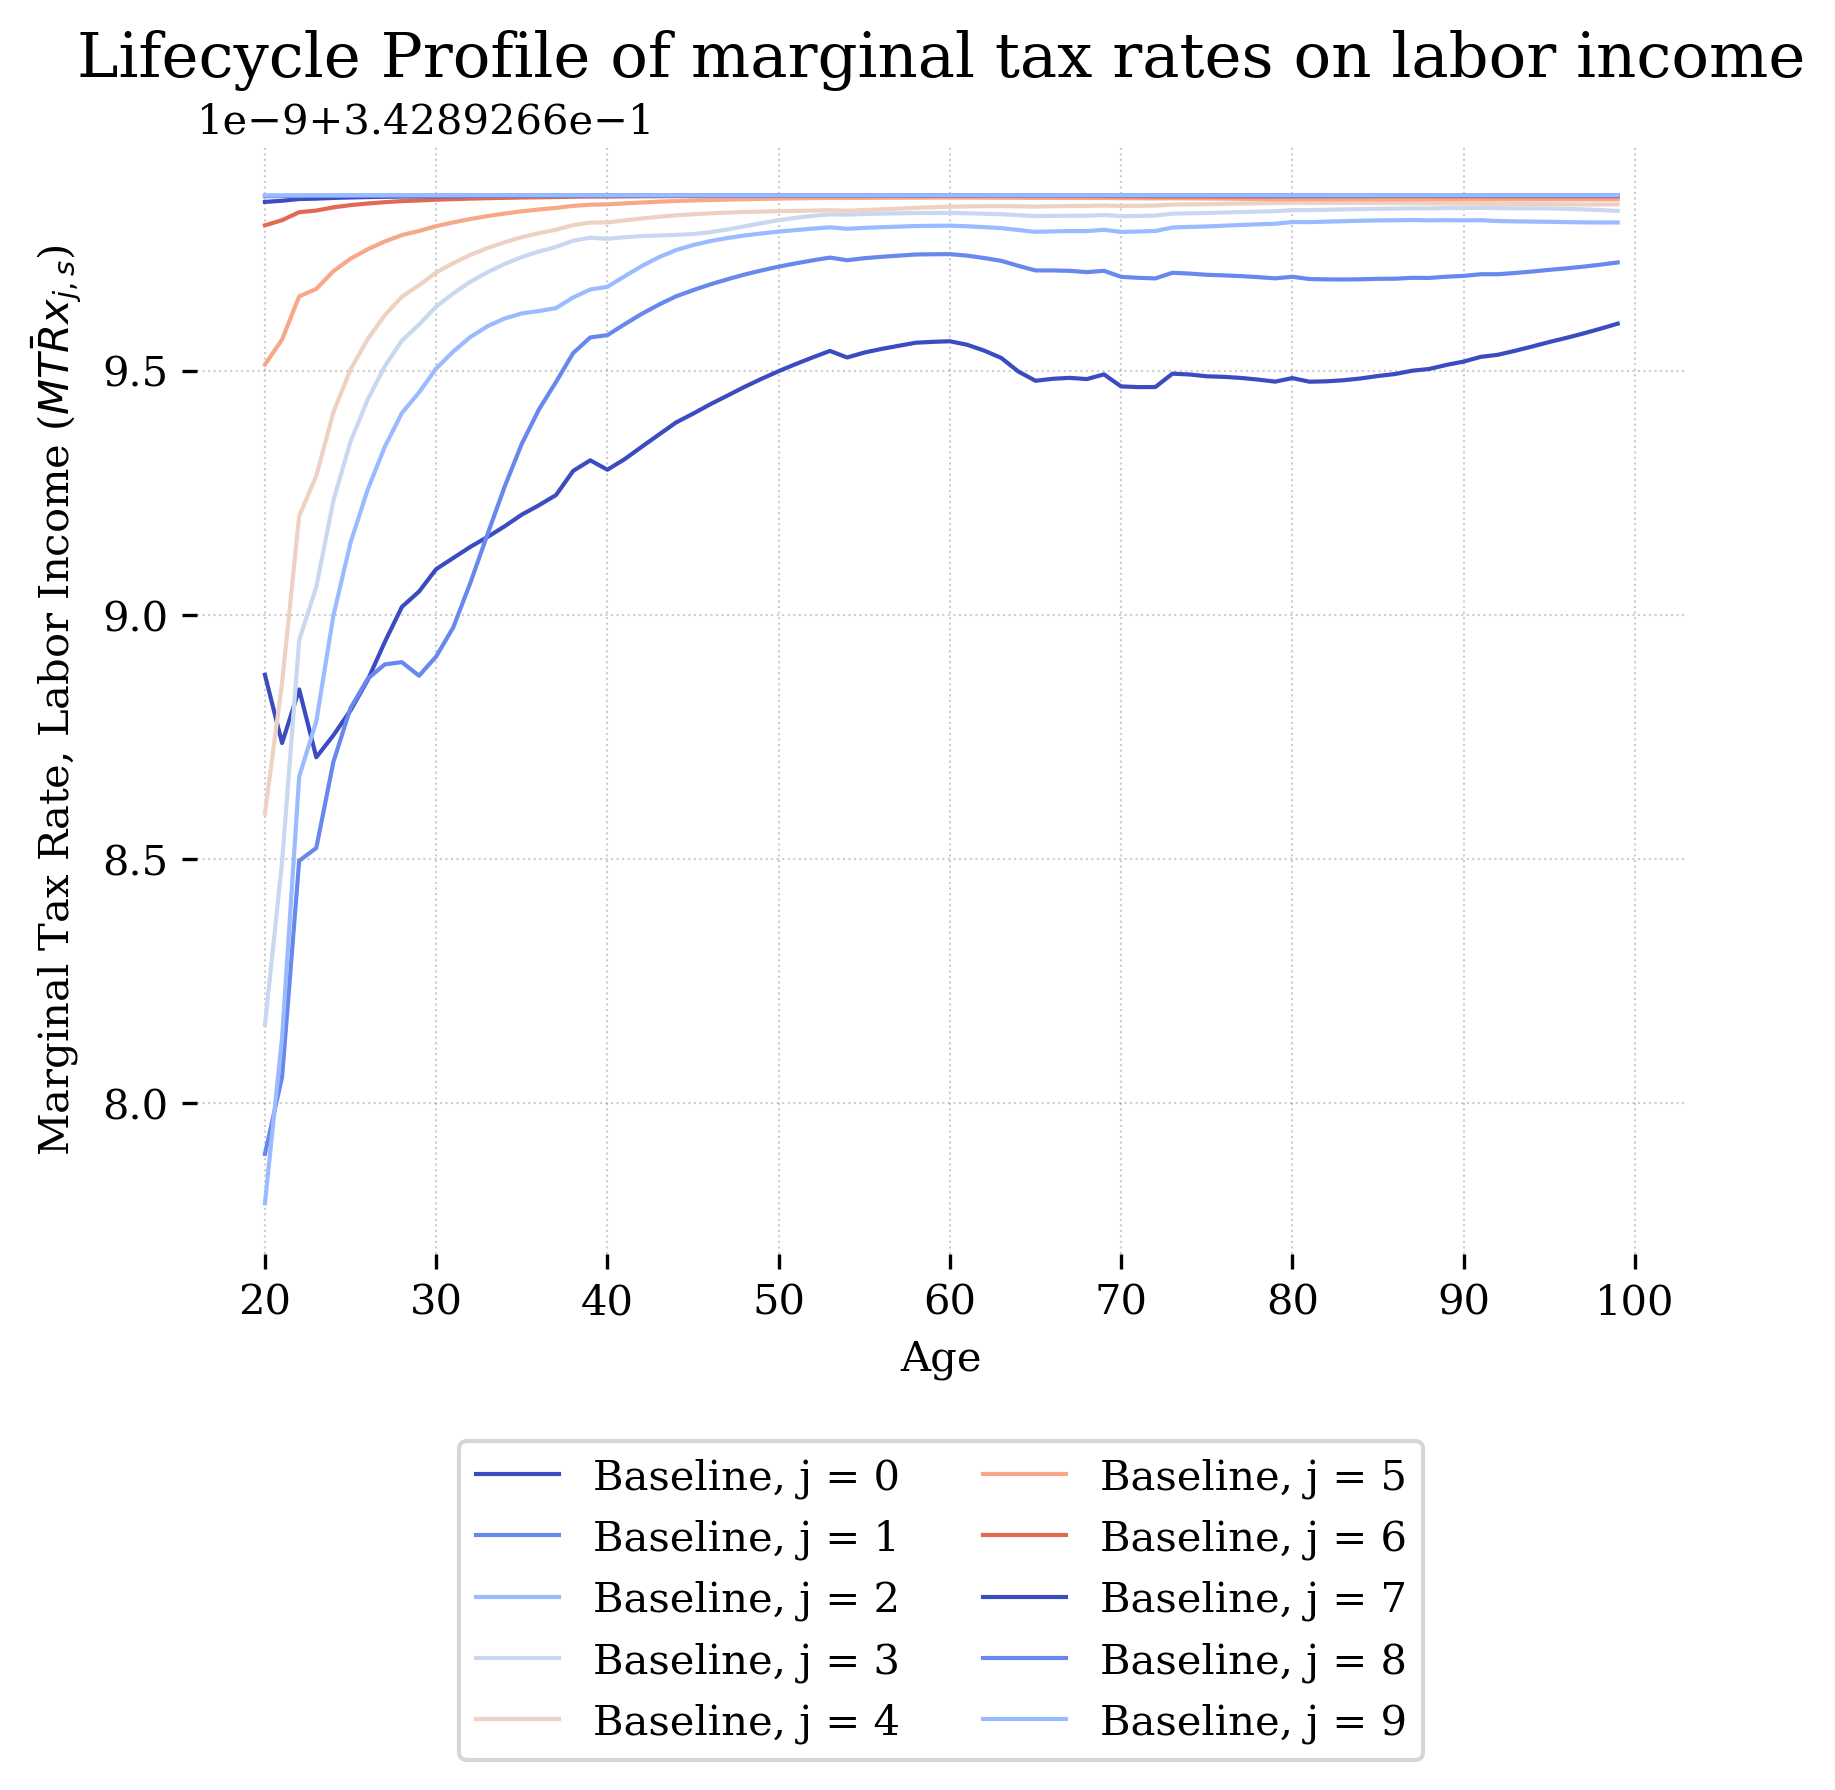 Lifecycle Profile of marginal tax rates on labor income
1e−9+3.4289266e−1
Marginal Tax Rate, Labor Income ($\bar{MTR}x_{j,s}$)
9.5
9.0
8.5
8.0
20 30 40 50 60 70 80 90 100
Age
Baseline, j = 0
Baseline, j = 1
Baseline, j = 2
Baseline, j = 3
Baseline, j = 4
Baseline, j = 5
Baseline, j = 6
Baseline, j = 7
Baseline, j = 8
Baseline, j = 9